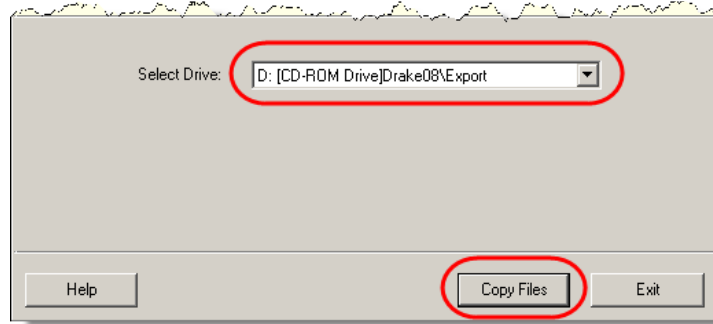 Select Drive: D: [CD-ROM Drive]Drake08\Export
Help Copy Files Exit